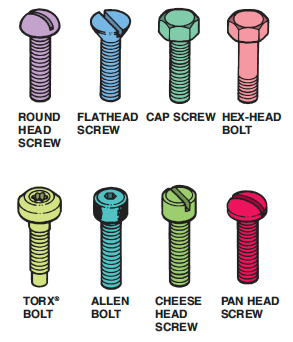 ROUND HEAD SCREW
FLATHEAD SCREW
CAP SCREW
HEX-HEAD BOLT
TORX® BOLT
ALLEN BOLT
CHEESE HEAD SCREW
PAN HEAD SCREW